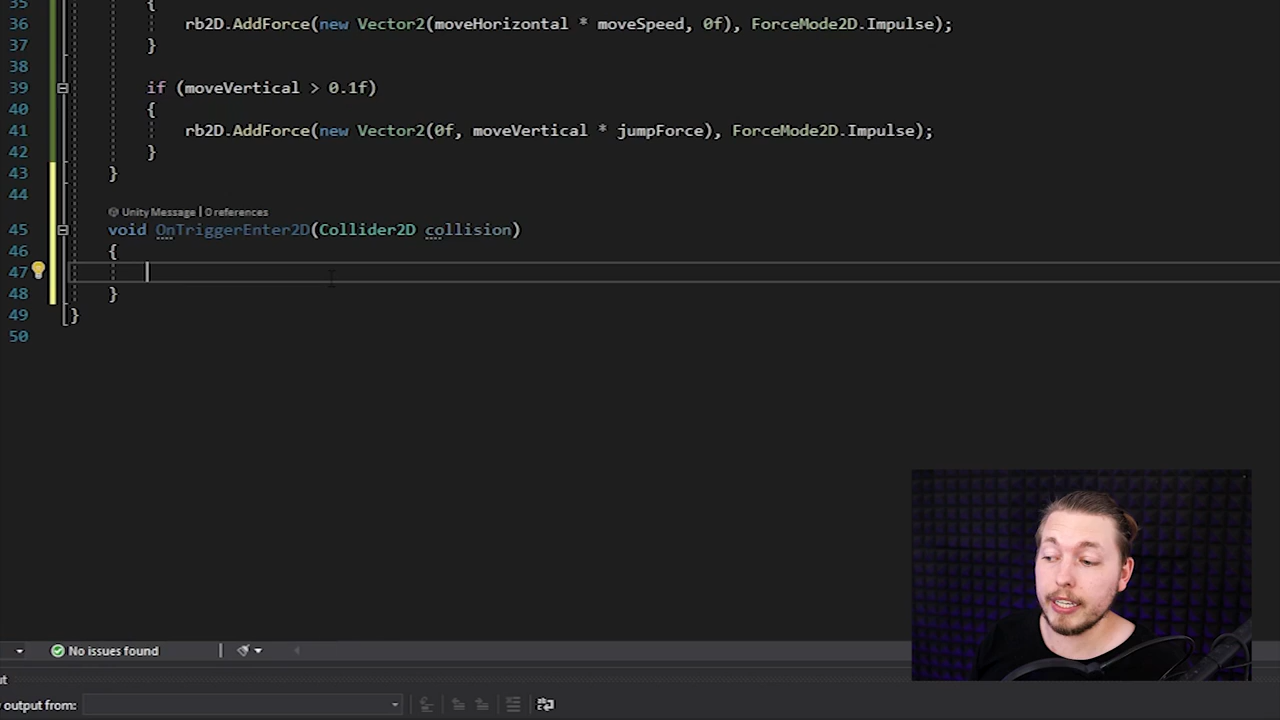 35 {
36 rb2D.AddForce(new Vector2(moveHorizontal * moveSpeed, 0f), ForceMode2D.Impulse);
37 }
38
39 if (moveVertical > 0.1f)
40 {
41 rb2D.AddForce(new Vector2(0f, moveVertical * jumpForce), ForceMode2D.Impulse);
42 }
43 }
44
Unity Message | 0 references
45 void OnTriggerEnter2D(Collider2D collision)
46 {
47
48 }
49 }
50
No issues found
output from: